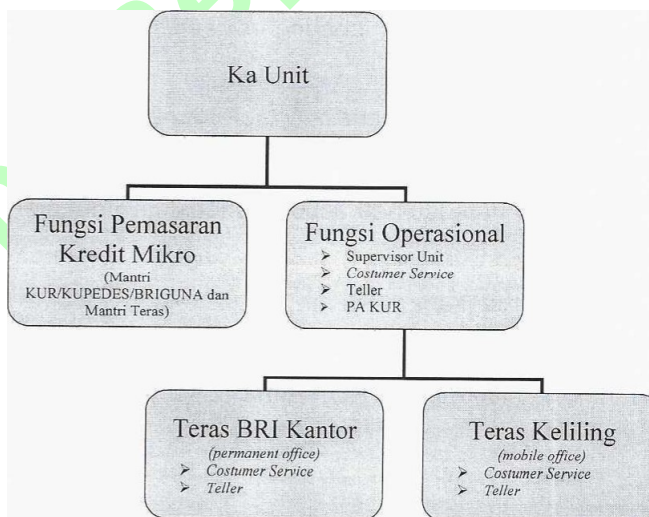 Ka Unit
Fungsi Pemasaran
Kredit Mikro
(Mantri
KUR/KUPEDES/BRIGUNA dan
Mantri Teras)
Fungsi Operasional
➢ Supervisor Unit
➢ Costumer Service
➢ Teller
➢ PA KUR
Teras BRI Kantor
(permanent office)
➢ Costumer Service
➢ Teller
Teras Keliling
(mobile office)
➢ Costumer Service
➢ Teller